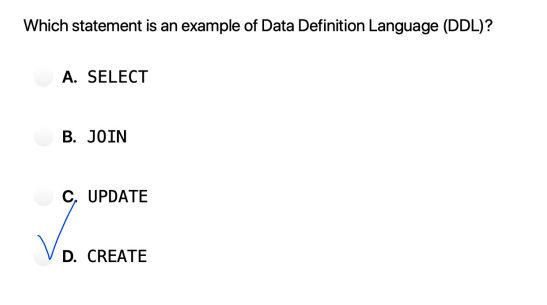 Which statement is an example of Data Definition Language (DDL)?
A. SELECT
B. JOIN
C. UPDATE
D. CREATE